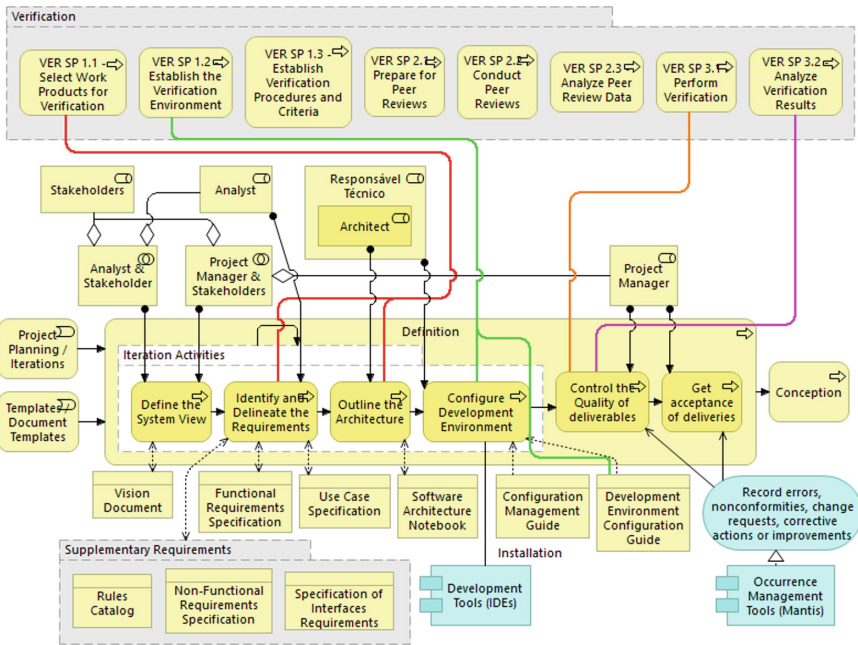 Verification
VER SP 1.1 -
Select Work
Products for
Verification
VER SP 1.2
Establish the
Verification
Environment
VER SP 1.3 -
Establish
Verification
Procedures and
Criteria
VER SP 2.1
Prepare for
Peer
Reviews
VER SP 2.2
Conduct
Peer
Reviews
VER SP 2.3
Analyze Peer
Review Data
VER SP 3.1
Perform
Verification
VER SP 3.2
Analyze
Verification
Results
Stakeholders
Analyst
Responsável
Técnico
Architect
Analyst &
Stakeholder
Project
Manager &
Stakeholders
Project
Manager
Project
Planning /
Iterations
Templates /
Document
Templates
Definition
Iteration Activities
Define the
System View
Identify and
Delineate the
Requirements
Outline the
Architecture
Configure
Development
Environment
Control the
Quality of
deliverables
Get
acceptance
of deliveries
Conception
Vision
Document
Functional
Requirements
Specification
Use Case
Specification
Software
Architecture
Notebook
Configuration
Management
Guide
Development
Environment
Configuration
Guide
Record errors,
nonconformities, change
requests, corrective
actions or improvements
Supplementary Requirements
Rules
Catalog
Non-Functional
Requirements
Specification
Specification of
Interfaces
Requirements
Installation
Development
Tools (IDEs)
Occurrence
Management
Tools (Mantis)